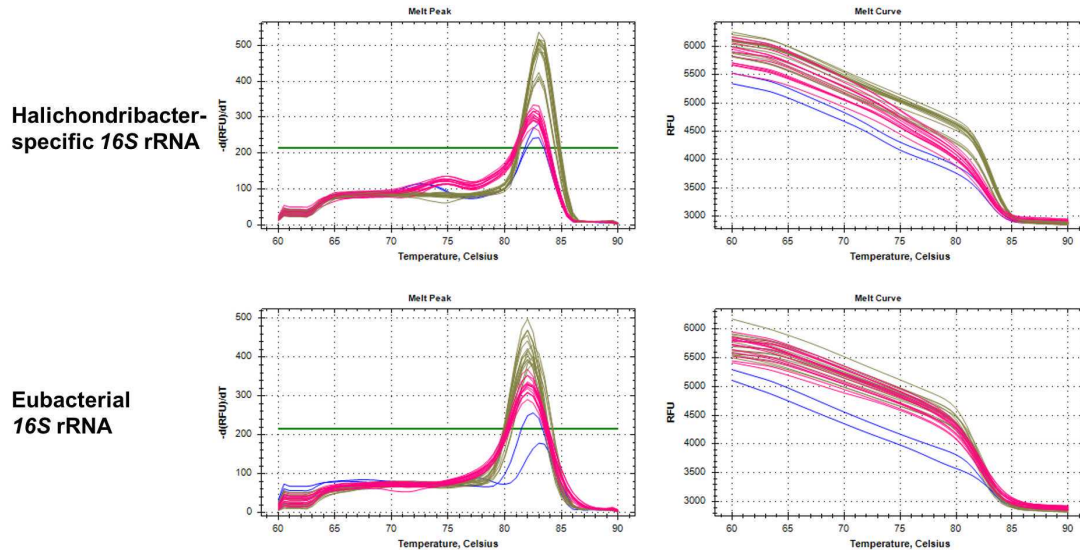 Melt Peak
500
400
300
200
100
0
-d(RFU)/dT
60 65 70 75 80 85 90
Temperature, Celsius
Melt Curve
6000
5500
5000
4500
4000
3500
3000
RFU
60 65 70 75 80 85 90
Temperature, Celsius
Halichondribacter-
specific 16S rRNA
Melt Peak
500
400
300
200
100
0
-d(RFU)/dT
60 65 70 75 80 85 90
Temperature, Celsius
Melt Curve
6000
5500
5000
4500
4000
3500
3000
RFU
60 65 70 75 80 85 90
Temperature, Celsius
Eubacterial
16S rRNA